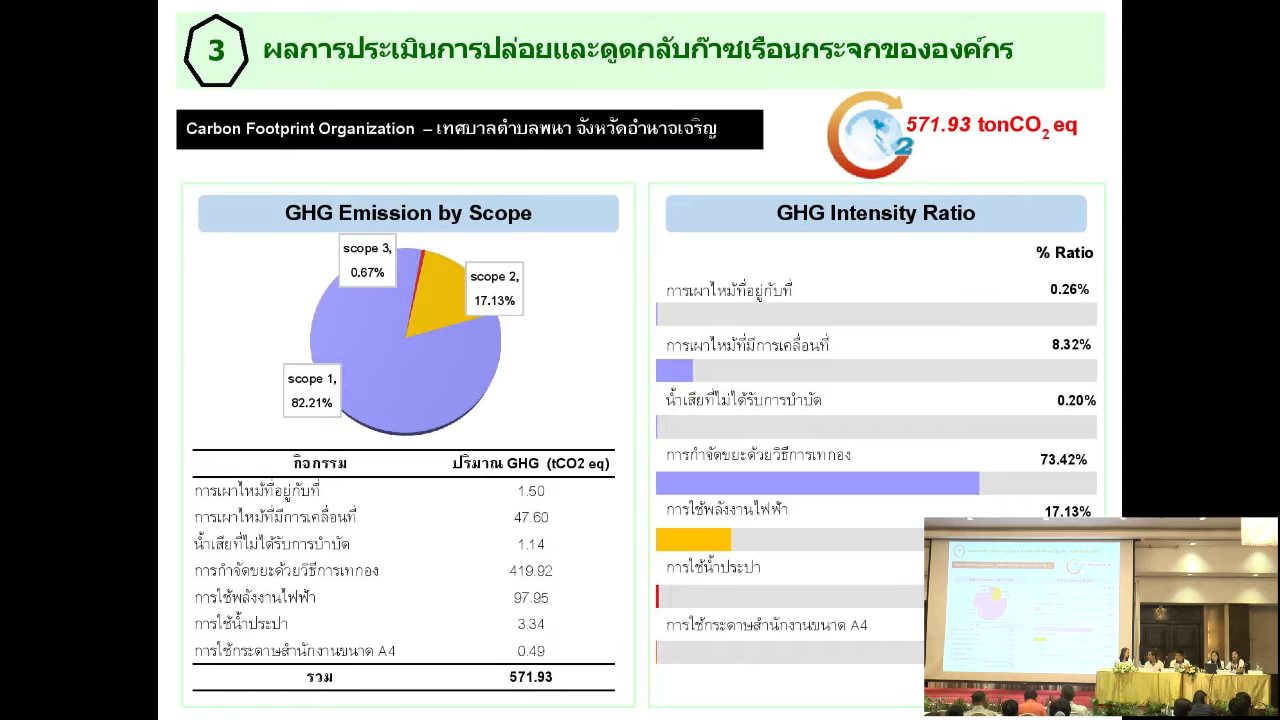 3
ผลการประเมินการปล่อยและดูดกลับก๊าซเรือนกระจกขององค์กร
Carbon Footprint Organization – เทศบาลตำบลพนา จังหวัดอำนาจเจริญ
2
571.93 tonCO2 eq
GHG Emission by Scope
scope 3,
0.67%
scope 2,
17.13%
scope 1,
82.21%
กิจกรรม ปริมาณ GHG (tCO2 eq)
การเผาไหม้ที่อยู่กับที่ 1.50
การเผาไหม้ที่มีการเคลื่อนที่ 47.60
น้ำเสียที่ไม่ได้รับการบำบัด 1.14
การกำจัดขยะด้วยวิธีการเทกอง 419.92
การใช้พลังงานไฟฟ้า 97.95
การใช้น้ำประปา 3.34
การใช้กระดาษสำนักงานขนาด A4 0.49
รวม 571.93
GHG Intensity Ratio
% Ratio
การเผาไหม้ที่อยู่กับที่ 0.26%
การเผาไหม้ที่มีการเคลื่อนที่ 8.32%
น้ำเสียที่ไม่ได้รับการบำบัด 0.20%
การกำจัดขยะด้วยวิธีการเทกอง 73.42%
การใช้พลังงานไฟฟ้า 17.13%
การใช้น้ำประปา
การใช้กระดาษสำนักงานขนาด A4